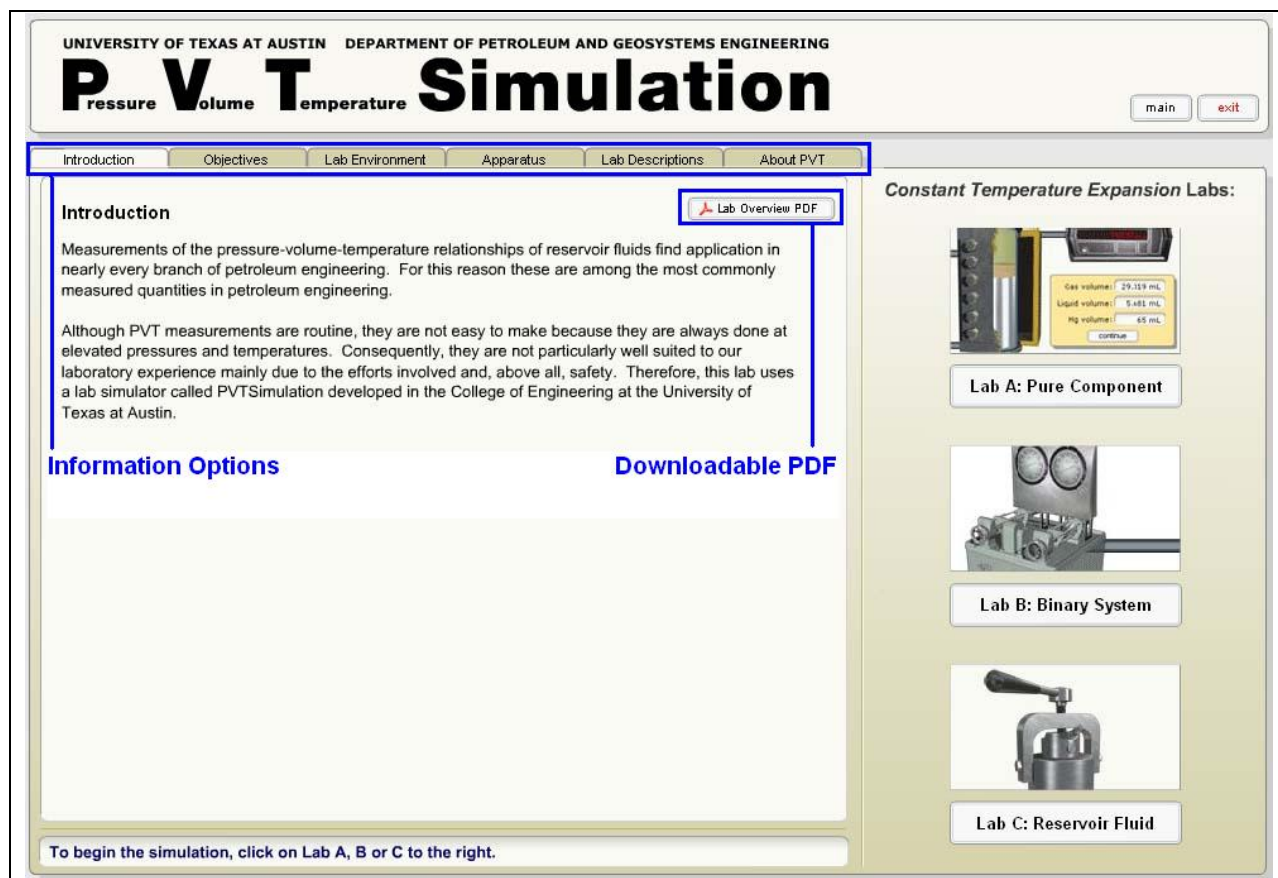 UNIVERSITY OF TEXAS AT AUSTIN DEPARTMENT OF PETROLEUM AND GEOSYSTEMS ENGINEERING
Pressure Volume Temperature Simulation
main exit
Introduction Objectives Lab Environment Apparatus Lab Descriptions About PVT
Introduction
Lab Overview PDF
Measurements of the pressure-volume-temperature relationships of reservoir fluids find application in
nearly every branch of petroleum engineering. For this reason these are among the most commonly
measured quantities in petroleum engineering.
Although PVT measurements are routine, they are not easy to make because they are always done at
elevated pressures and temperatures. Consequently, they are not particularly well suited to our
laboratory experience mainly due to the efforts involved and, above all, safety. Therefore, this lab uses
a lab simulator called PVTSimulation developed in the College of Engineering at the University of
Texas at Austin.
Information Options
Downloadable PDF
To begin the simulation, click on Lab A, B or C to the right.
Constant Temperature Expansion Labs:
Gas volume: 29.319 mL
Liquid volume: 5.681 mL
Hg volume: 65 mL
continue
Lab A: Pure Component
Lab B: Binary System
Lab C: Reservoir Fluid